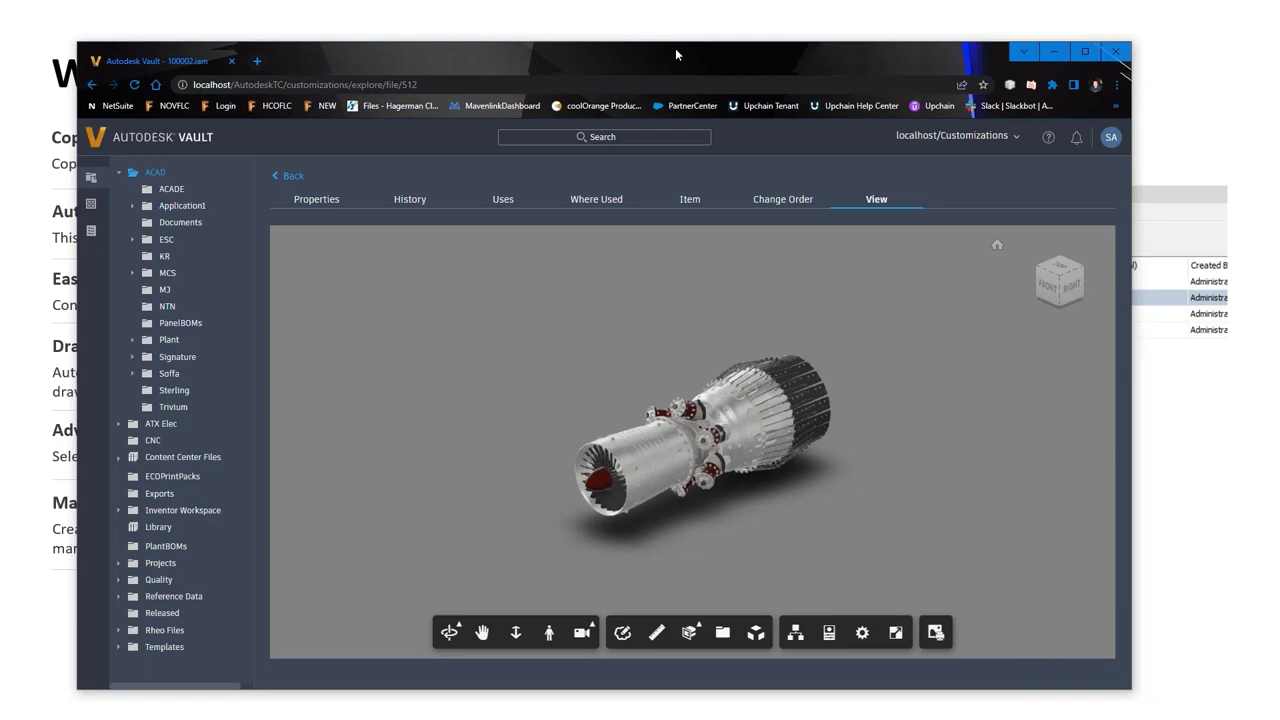 W
Autodesk Vault - 100002.iam
localhost/AutodeskTC/customizations/explore/file/512
NetSuite NOVFLC Login HCOFLC NEW Files - Hagerman Cl... MavenlinkDashboard coolOrange Produc... PartnerCenter Upchain Tenant Upchain Help Center Upchain Slack | Slackbot | A...
AUTODESK® VAULT
Search
localhost/Customizations
SA
Cop
Cop
Aut
This
Eas
Con
Dra
Aut
draw
Adv
Sele
Ma
Crea
man
ACAD
ACADE
Application1
Documents
ESC
KR
MCS
MJ
NTN
PanelBOMs
Plant
Signature
Soffa
Sterling
Trivium
ATX Elec
CNC
Content Center Files
ECOPrintPacks
Exports
Inventor Workspace
Library
PlantBOMs
Projects
Quality
Reference Data
Released
Rheo Files
Templates
Back
Properties History Uses Where Used Item Change Order View
TOP
FRONT RIGHT
Created B
Administra
Administra
Administra
Administra